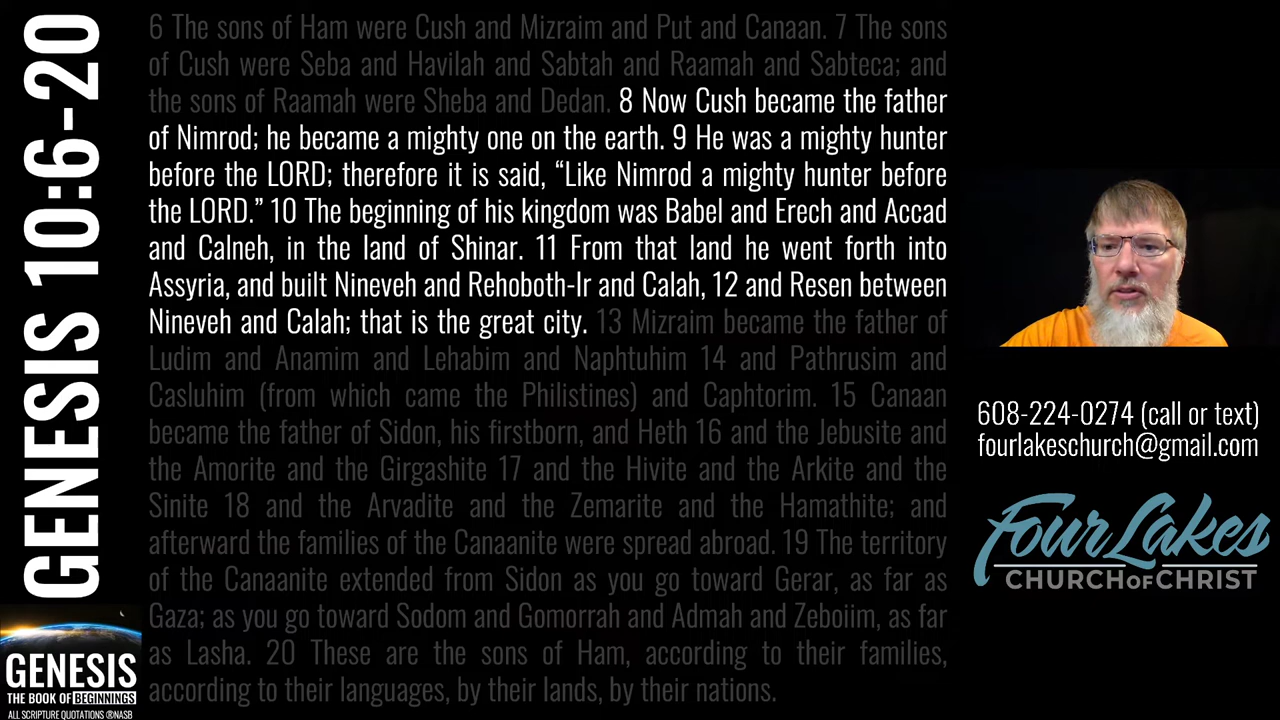 GENESIS 10:6-20
6 The sons of Ham were Cush and Mizraim and Put and Canaan. 7 The sons
of Cush were Seba and Havilah and Sabtah and Raamah and Sabteca; and
the sons of Raamah were Sheba and Dedan. 8 Now Cush became the father
of Nimrod; he became a mighty one on the earth. 9 He was a mighty hunter
before the LORD; therefore it is said, “Like Nimrod a mighty hunter before
the LORD.” 10 The beginning of his kingdom was Babel and Erech and Accad
and Calneh, in the land of Shinar. 11 From that land he went forth into
Assyria, and built Nineveh and Rehoboth-Ir and Calah, 12 and Resen between
Nineveh and Calah; that is the great city. 13 Mizraim became the father of
Ludim and Anamim and Lehabim and Naphtuhim 14 and Pathrusim and
Casluhim (from which came the Philistines) and Caphtorim. 15 Canaan
became the father of Sidon, his firstborn, and Heth 16 and the Jebusite and
the Amorite and the Girgashite 17 and the Hivite and the Arkite and the
Sinite 18 and the Arvadite and the Zemarite and the Hamathite; and
afterward the families of the Canaanite were spread abroad. 19 The territory
of the Canaanite extended from Sidon as you go toward Gerar, as far as
Gaza; as you go toward Sodom and Gomorrah and Admah and Zeboiim, as far
as Lasha. 20 These are the sons of Ham, according to their families,
according to their languages, by their lands, by their nations.
GENESIS
THE BOOK OF BEGINNINGS
ALL SCRIPTURE QUOTATIONS ®NASB
608-224-0274 (call or text)
fourlakeschurch@gmail.com
Four Lakes
CHURCH OF CHRIST